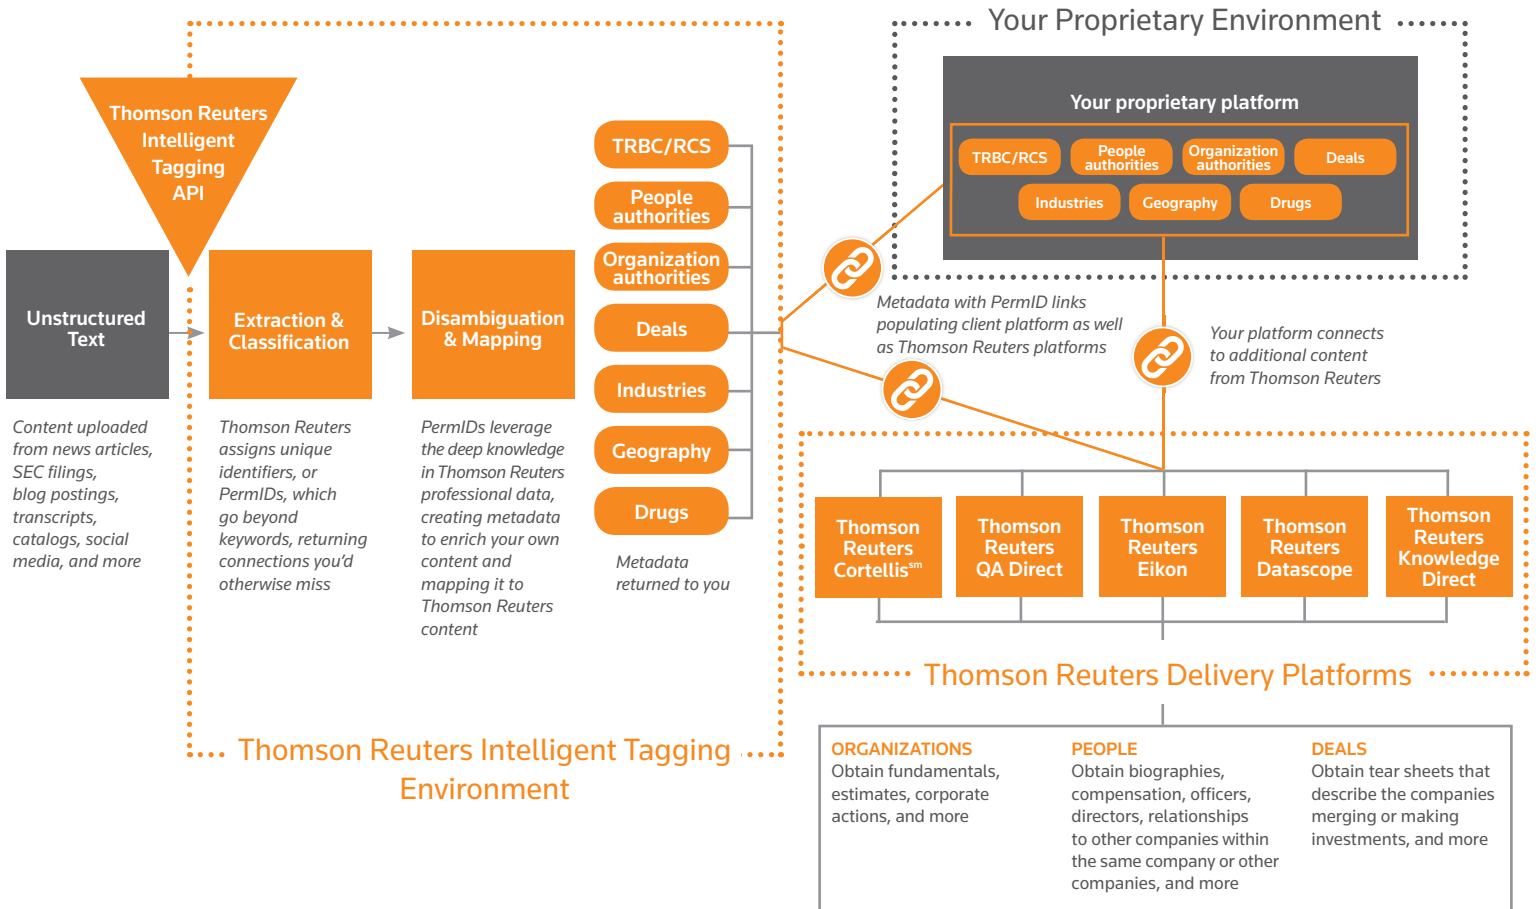 Your Proprietary Environment
Thomson Reuters
Intelligent
Tagging
API
Your proprietary platform
TRBC/RCS
People
authorities
Organization
authorities
Deals
Industries
Geography
Drugs
Unstructured
Text
Extraction &
Classification
Disambiguation
& Mapping
TRBC/RCS
People
authorities
Organization
authorities
Deals
Industries
Geography
Drugs
Metadata
returned to you
Content uploaded
from news articles,
SEC filings,
blog postings,
transcripts,
catalogs, social
media, and more
Thomson Reuters
assigns unique
identifiers, or
PermIDs, which
go beyond
keywords, returning
connections you'd
otherwise miss
PermIDs leverage
the deep knowledge
in Thomson Reuters
professional data,
creating metadata
to enrich your own
content and
mapping it to
Thomson Reuters
content
Metadata with PermID links
populating client platform as well
as Thomson Reuters platforms
Your platform connects
to additional content
from Thomson Reuters
Thomson
Reuters
Cortellis℠
Thomson
Reuters
QA Direct
Thomson
Reuters
Eikon
Thomson
Reuters
Datascope
Thomson
Reuters
Knowledge
Direct
Thomson Reuters Delivery Platforms
Thomson Reuters Intelligent Tagging
Environment
ORGANIZATIONS
Obtain fundamentals,
estimates, corporate
actions, and more
PEOPLE
Obtain biographies,
compensation, officers,
directors, relationships
to other companies within
the same company or other
companies, and more
DEALS
Obtain tear sheets that
describe the companies
merging or making
investments, and more